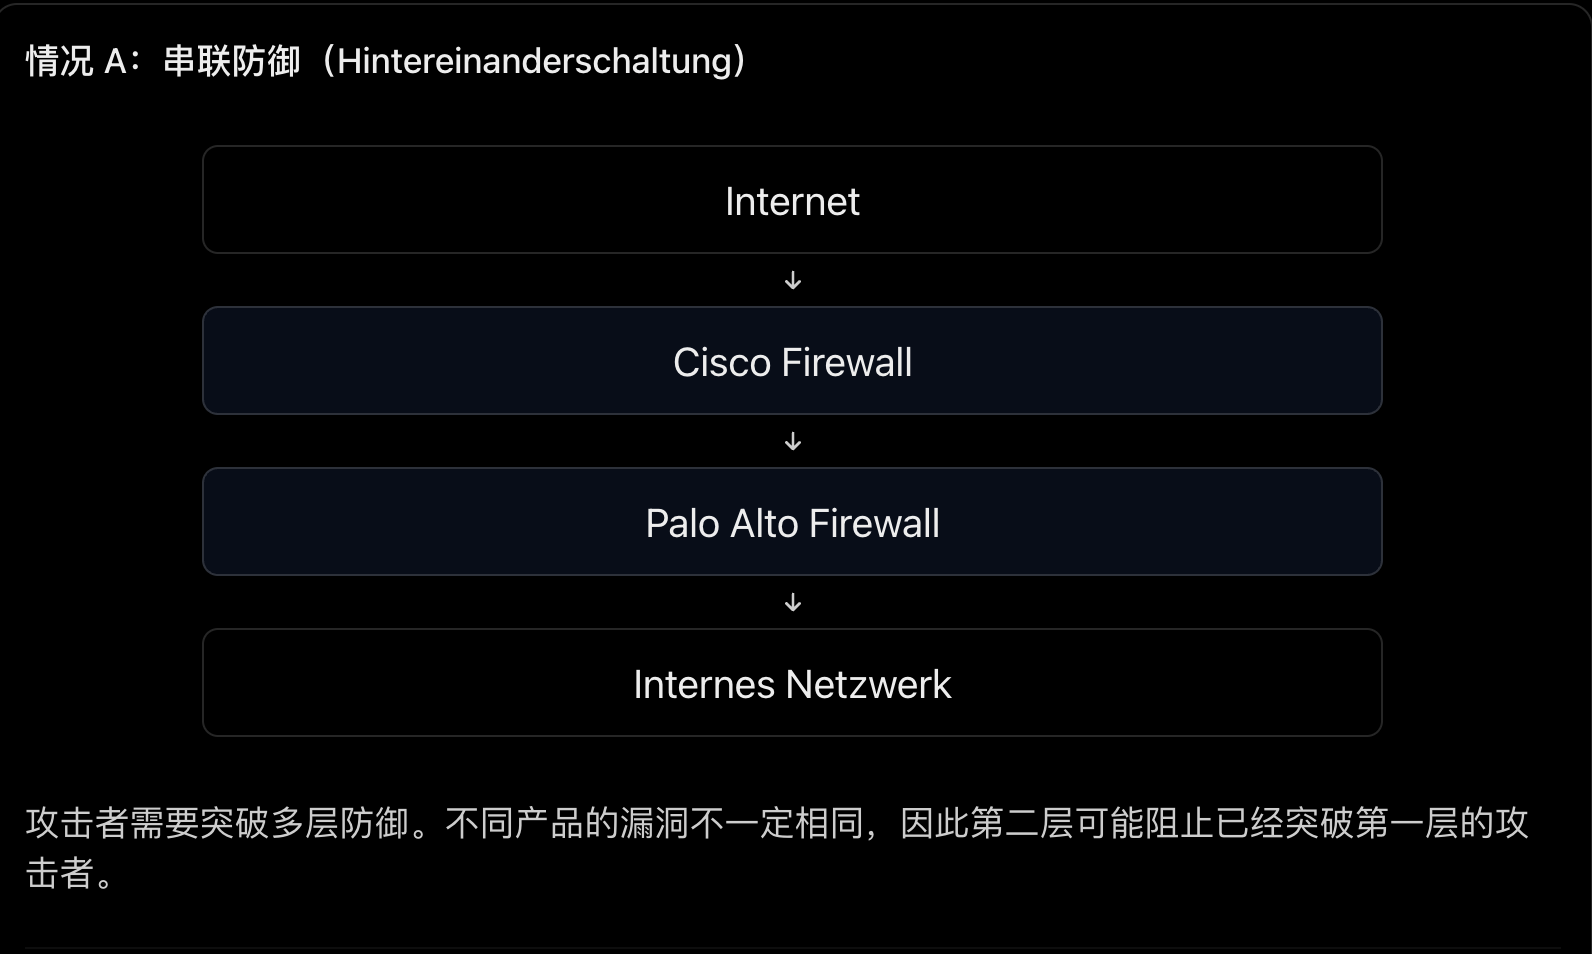 情况 A：串联防御（Hintereinanderschaltung）
Internet
↓
Cisco Firewall
↓
Palo Alto Firewall
↓
Internes Netzwerk
攻击者需要突破多层防御。不同产品的漏洞不一定相同，因此第二层可能阻止已经突破第一层的攻
击者。